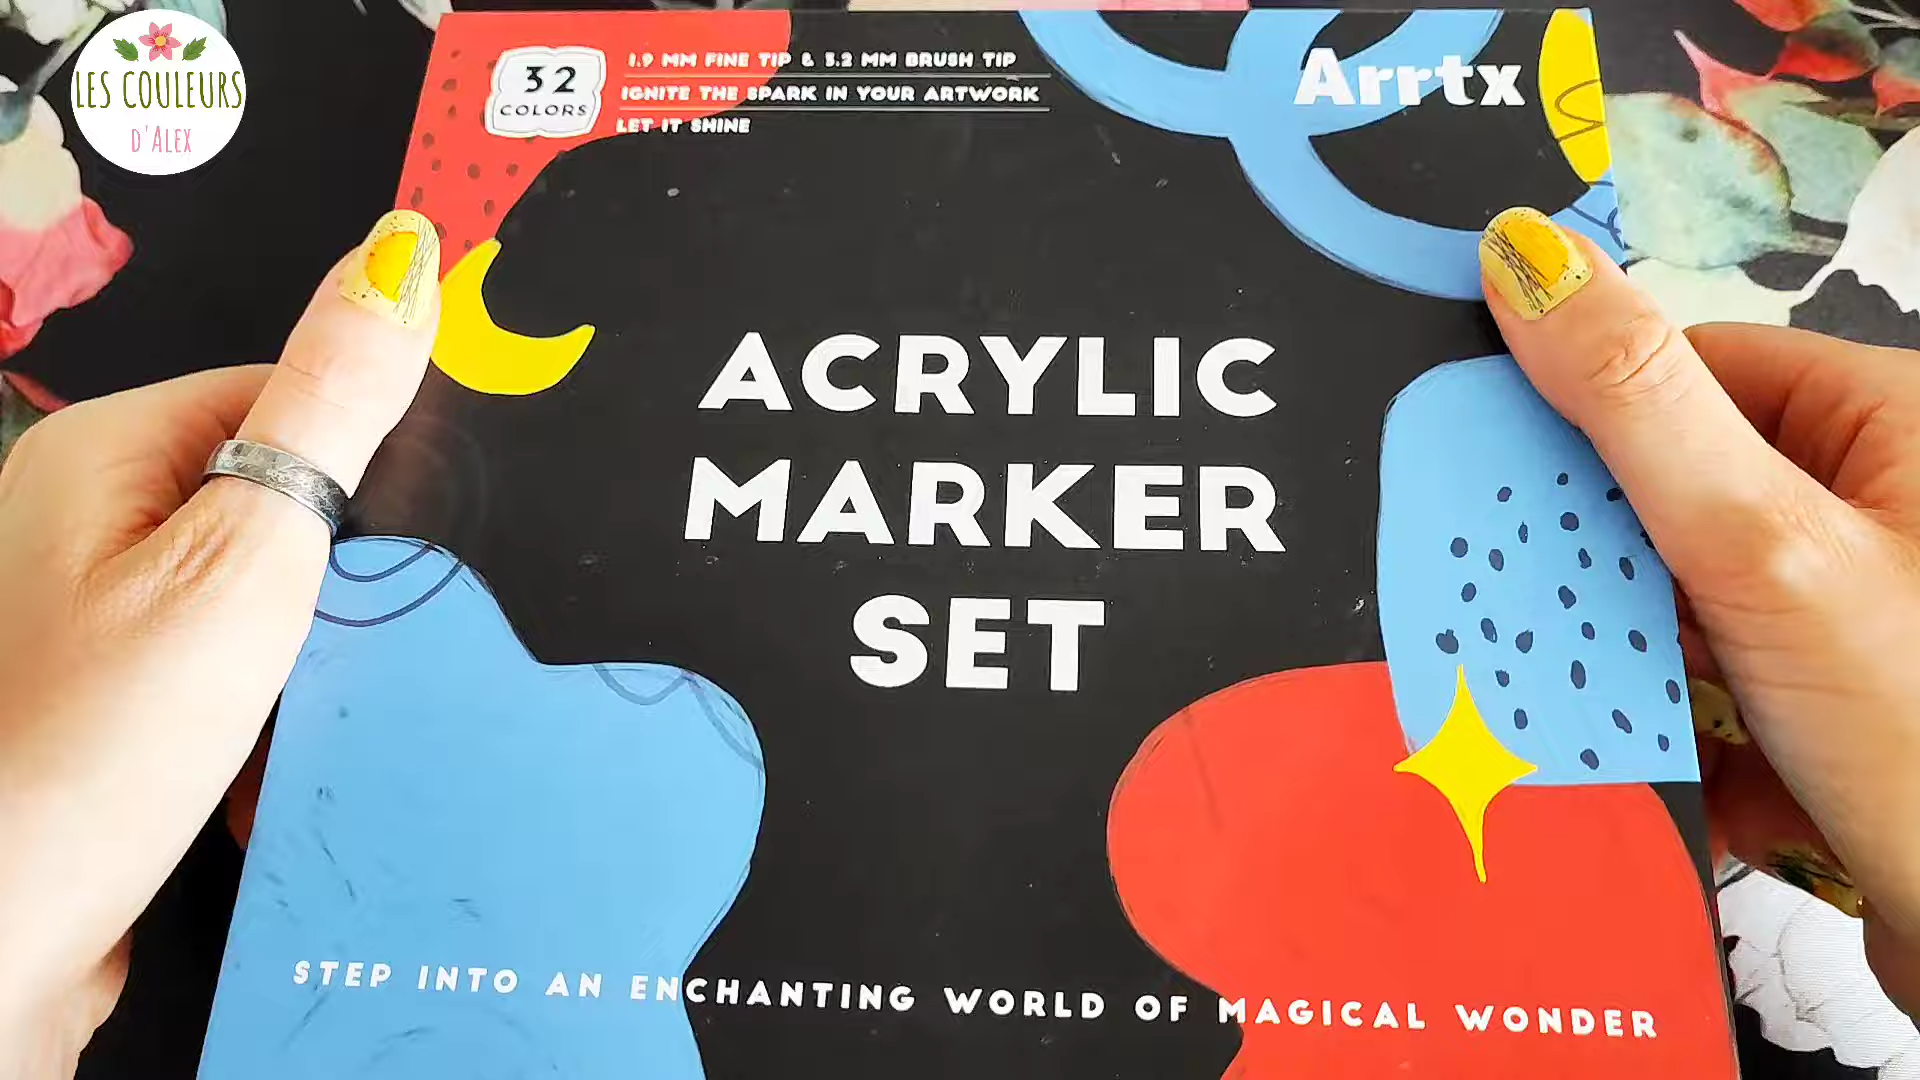 LES COULEURS
d'ALEX
32
COLORS
1.9 MM FINE TIP & 3.2 MM BRUSH TIP
IGNITE THE SPARK IN YOUR ARTWORK
LET IT SHINE
Arrtx
ACRYLIC
MARKER
SET
STEP INTO AN ENCHANTING WORLD OF MAGICAL WONDER